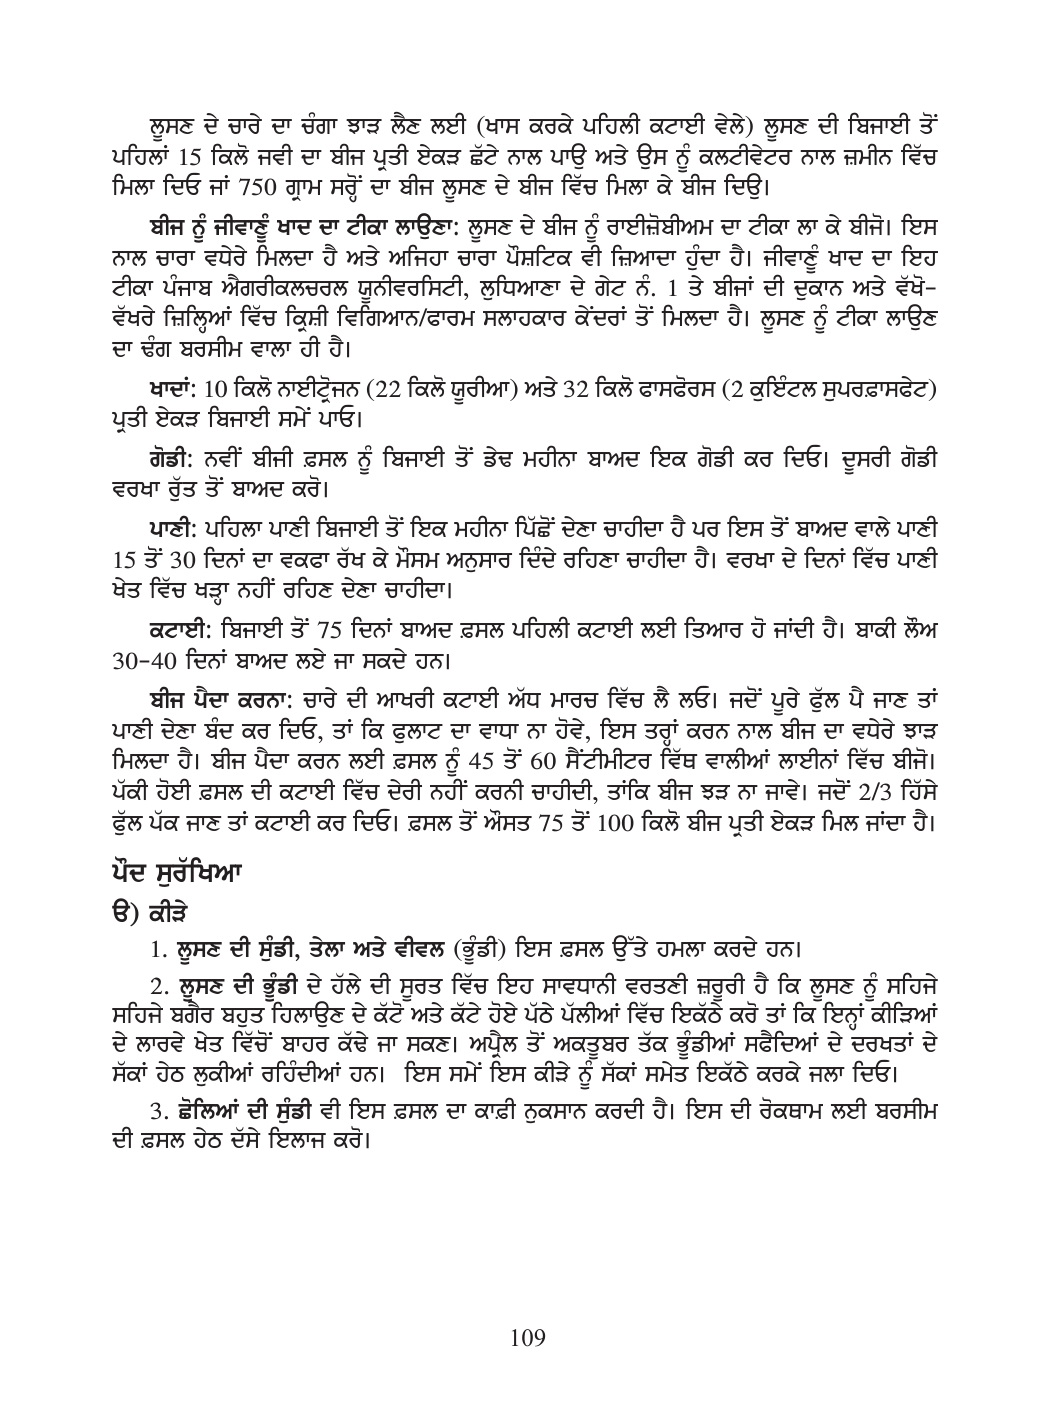 ਲੂਸਣ ਦੇ ਚਾਰੇ ਦਾ ਚੰਗਾ ਝਾੜ ਲੈਣ ਲਈ (ਖਾਸ ਕਰਕੇ ਪਹਿਲੀ ਕਟਾਈ ਵੇਲੇ) ਲੂਸਣ ਦੀ ਬਿਜਾਈ ਤੋਂ
ਪਹਿਲਾਂ 15 ਕਿਲੋ ਜਵੀ ਦਾ ਬੀਜ ਪ੍ਰਤੀ ਏਕੜ ਛੱਟੇ ਨਾਲ ਪਾਉ ਅਤੇ ਉਸ ਨੂੰ ਕਲਟੀਵੇਟਰ ਨਾਲ ਜ਼ਮੀਨ ਵਿੱਚ
ਮਿਲਾ ਦਿਓ ਜਾਂ 750 ਗ੍ਰਾਮ ਸਰ੍ਹੋਂ ਦਾ ਬੀਜ ਲੂਸਣ ਦੇ ਬੀਜ ਵਿੱਚ ਮਿਲਾ ਕੇ ਬੀਜ ਦਿਉ।
ਬੀਜ ਨੂੰ ਜੀਵਾਣੂੰ ਖਾਦ ਦਾ ਟੀਕਾ ਲਾਉਣਾ: ਲੂਸਣ ਦੇ ਬੀਜ ਨੂੰ ਰਾਈਜ਼ੋਬੀਅਮ ਦਾ ਟੀਕਾ ਲਾ ਕੇ ਬੀਜੋ। ਇਸ
ਨਾਲ ਚਾਰਾ ਵਧੇਰੇ ਮਿਲਦਾ ਹੈ ਅਤੇ ਅਜਿਹਾ ਚਾਰਾ ਪੌਸ਼ਟਿਕ ਵੀ ਜ਼ਿਆਦਾ ਹੁੰਦਾ ਹੈ। ਜੀਵਾਣੂੰ ਖਾਦ ਦਾ ਇਹ
ਟੀਕਾ ਪੰਜਾਬ ਐਗਰੀਕਲਚਰਲ ਯੂਨੀਵਰਸਿਟੀ, ਲੁਧਿਆਣਾ ਦੇ ਗੇਟ ਨੰ. 1 ਤੇ ਬੀਜਾਂ ਦੀ ਦੁਕਾਨ ਅਤੇ ਵੱਖੋ-
ਵੱਖਰੇ ਜ਼ਿਲ੍ਹਿਆਂ ਵਿੱਚ ਕ੍ਰਿਸ਼ੀ ਵਿਗਿਆਨ/ਫਾਰਮ ਸਲਾਹਕਾਰ ਕੇਂਦਰਾਂ ਤੋਂ ਮਿਲਦਾ ਹੈ। ਲੂਸਣ ਨੂੰ ਟੀਕਾ ਲਾਉਣ
ਦਾ ਢੰਗ ਬਰਸੀਮ ਵਾਲਾ ਹੀ ਹੈ।
ਖਾਦਾਂ: 10 ਕਿਲੋ ਨਾਈਟ੍ਰੋਜਨ (22 ਕਿਲੋ ਯੂਰੀਆ) ਅਤੇ 32 ਕਿਲੋ ਫਾਸਫੋਰਸ (2 ਕੁਇੰਟਲ ਸੁਪਰਫ਼ਾਸਫੇਟ)
ਪ੍ਰਤੀ ਏਕੜ ਬਿਜਾਈ ਸਮੇਂ ਪਾਓ।
ਗੋਡੀ: ਨਵੀਂ ਬੀਜੀ ਫ਼ਸਲ ਨੂੰ ਬਿਜਾਈ ਤੋਂ ਡੇਢ ਮਹੀਨਾ ਬਾਅਦ ਇਕ ਗੋਡੀ ਕਰ ਦਿਓ। ਦੂਸਰੀ ਗੋਡੀ
ਵਰਖਾ ਰੁੱਤ ਤੋਂ ਬਾਅਦ ਕਰੋ।
ਪਾਣੀ: ਪਹਿਲਾ ਪਾਣੀ ਬਿਜਾਈ ਤੋਂ ਇਕ ਮਹੀਨਾ ਪਿੱਛੋਂ ਦੇਣਾ ਚਾਹੀਦਾ ਹੈ ਪਰ ਇਸ ਤੋਂ ਬਾਅਦ ਵਾਲੇ ਪਾਣੀ
15 ਤੋਂ 30 ਦਿਨਾਂ ਦਾ ਵਕਫਾ ਰੱਖ ਕੇ ਮੌਸਮ ਅਨੁਸਾਰ ਦਿੰਦੇ ਰਹਿਣਾ ਚਾਹੀਦਾ ਹੈ। ਵਰਖਾ ਦੇ ਦਿਨਾਂ ਵਿੱਚ ਪਾਣੀ
ਖੇਤ ਵਿੱਚ ਖੜ੍ਹਾ ਨਹੀਂ ਰਹਿਣ ਦੇਣਾ ਚਾਹੀਦਾ।
ਕਟਾਈ: ਬਿਜਾਈ ਤੋਂ 75 ਦਿਨਾਂ ਬਾਅਦ ਫ਼ਸਲ ਪਹਿਲੀ ਕਟਾਈ ਲਈ ਤਿਆਰ ਹੋ ਜਾਂਦੀ ਹੈ। ਬਾਕੀ ਲੌਅ
30-40 ਦਿਨਾਂ ਬਾਅਦ ਲਏ ਜਾ ਸਕਦੇ ਹਨ।
ਬੀਜ ਪੈਦਾ ਕਰਨਾ: ਚਾਰੇ ਦੀ ਆਖਰੀ ਕਟਾਈ ਅੱਧ ਮਾਰਚ ਵਿੱਚ ਲੈ ਲਓ। ਜਦੋਂ ਪੂਰੇ ਫੁੱਲ ਪੈ ਜਾਣ ਤਾਂ
ਪਾਣੀ ਦੇਣਾ ਬੰਦ ਕਰ ਦਿਓ, ਤਾਂ ਕਿ ਫੁਲਾਟ ਦਾ ਵਾਧਾ ਨਾ ਹੋਵੇ, ਇਸ ਤਰ੍ਹਾਂ ਕਰਨ ਨਾਲ ਬੀਜ ਦਾ ਵਧੇਰੇ ਝਾੜ
ਮਿਲਦਾ ਹੈ। ਬੀਜ ਪੈਦਾ ਕਰਨ ਲਈ ਫ਼ਸਲ ਨੂੰ 45 ਤੋਂ 60 ਸੈਂਟੀਮੀਟਰ ਵਿੱਥ ਵਾਲੀਆਂ ਲਾਈਨਾਂ ਵਿੱਚ ਬੀਜੋ।
ਪੱਕੀ ਹੋਈ ਫ਼ਸਲ ਦੀ ਕਟਾਈ ਵਿੱਚ ਦੇਰੀ ਨਹੀਂ ਕਰਨੀ ਚਾਹੀਦੀ, ਤਾਂਕਿ ਬੀਜ ਝੜ ਨਾ ਜਾਵੇ। ਜਦੋਂ 2/3 ਹਿੱਸੇ
ਫੁੱਲ ਪੱਕ ਜਾਣ ਤਾਂ ਕਟਾਈ ਕਰ ਦਿਓ। ਫ਼ਸਲ ਤੋਂ ਔਸਤ 75 ਤੋਂ 100 ਕਿਲੋ ਬੀਜ ਪ੍ਰਤੀ ਏਕੜ ਮਿਲ ਜਾਂਦਾ ਹੈ।
ਪੌਦ ਸੁਰੱਖਿਆ
ੳ) ਕੀੜੇ
1. ਲੂਸਣ ਦੀ ਸੁੰਡੀ, ਤੇਲਾ ਅਤੇ ਵੀਵਲ (ਭੂੰਡੀ) ਇਸ ਫ਼ਸਲ ਉੱਤੇ ਹਮਲਾ ਕਰਦੇ ਹਨ।
2. ਲੂਸਣ ਦੀ ਭੂੰਡੀ ਦੇ ਹੱਲੇ ਦੀ ਸੂਰਤ ਵਿੱਚ ਇਹ ਸਾਵਧਾਨੀ ਵਰਤਣੀ ਜ਼ਰੂਰੀ ਹੈ ਕਿ ਲੂਸਣ ਨੂੰ ਸਹਿਜੇ
ਸਹਿਜੇ ਬਗੈਰ ਬਹੁਤ ਹਿਲਾਉਣ ਦੇ ਕੱਟੋ ਅਤੇ ਕੱਟੇ ਹੋਏ ਪੱਠੇ ਪੱਲੀਆਂ ਵਿੱਚ ਇਕੱਠੇ ਕਰੋ ਤਾਂ ਕਿ ਇਨ੍ਹਾਂ ਕੀੜਿਆਂ
ਦੇ ਲਾਰਵੇ ਖੇਤ ਵਿੱਚੋਂ ਬਾਹਰ ਕੱਢੇ ਜਾ ਸਕਣ। ਅਪ੍ਰੈਲ ਤੋਂ ਅਕਤੂਬਰ ਤੱਕ ਭੂੰਡੀਆਂ ਸਫੈਦਿਆਂ ਦੇ ਦਰਖਤਾਂ ਦੇ
ਸੱਕਾਂ ਹੇਠ ਲੁਕੀਆਂ ਰਹਿੰਦੀਆਂ ਹਨ। ਇਸ ਸਮੇਂ ਇਸ ਕੀੜੇ ਨੂੰ ਸੱਕਾਂ ਸਮੇਤ ਇਕੱਠੇ ਕਰਕੇ ਜਲਾ ਦਿਓ।
3. ਛੋਲਿਆਂ ਦੀ ਸੁੰਡੀ ਵੀ ਇਸ ਫ਼ਸਲ ਦਾ ਕਾਫ਼ੀ ਨੁਕਸਾਨ ਕਰਦੀ ਹੈ। ਇਸ ਦੀ ਰੋਕਥਾਮ ਲਈ ਬਰਸੀਮ
ਦੀ ਫ਼ਸਲ ਹੇਠ ਦੱਸੇ ਇਲਾਜ ਕਰੋ।
109